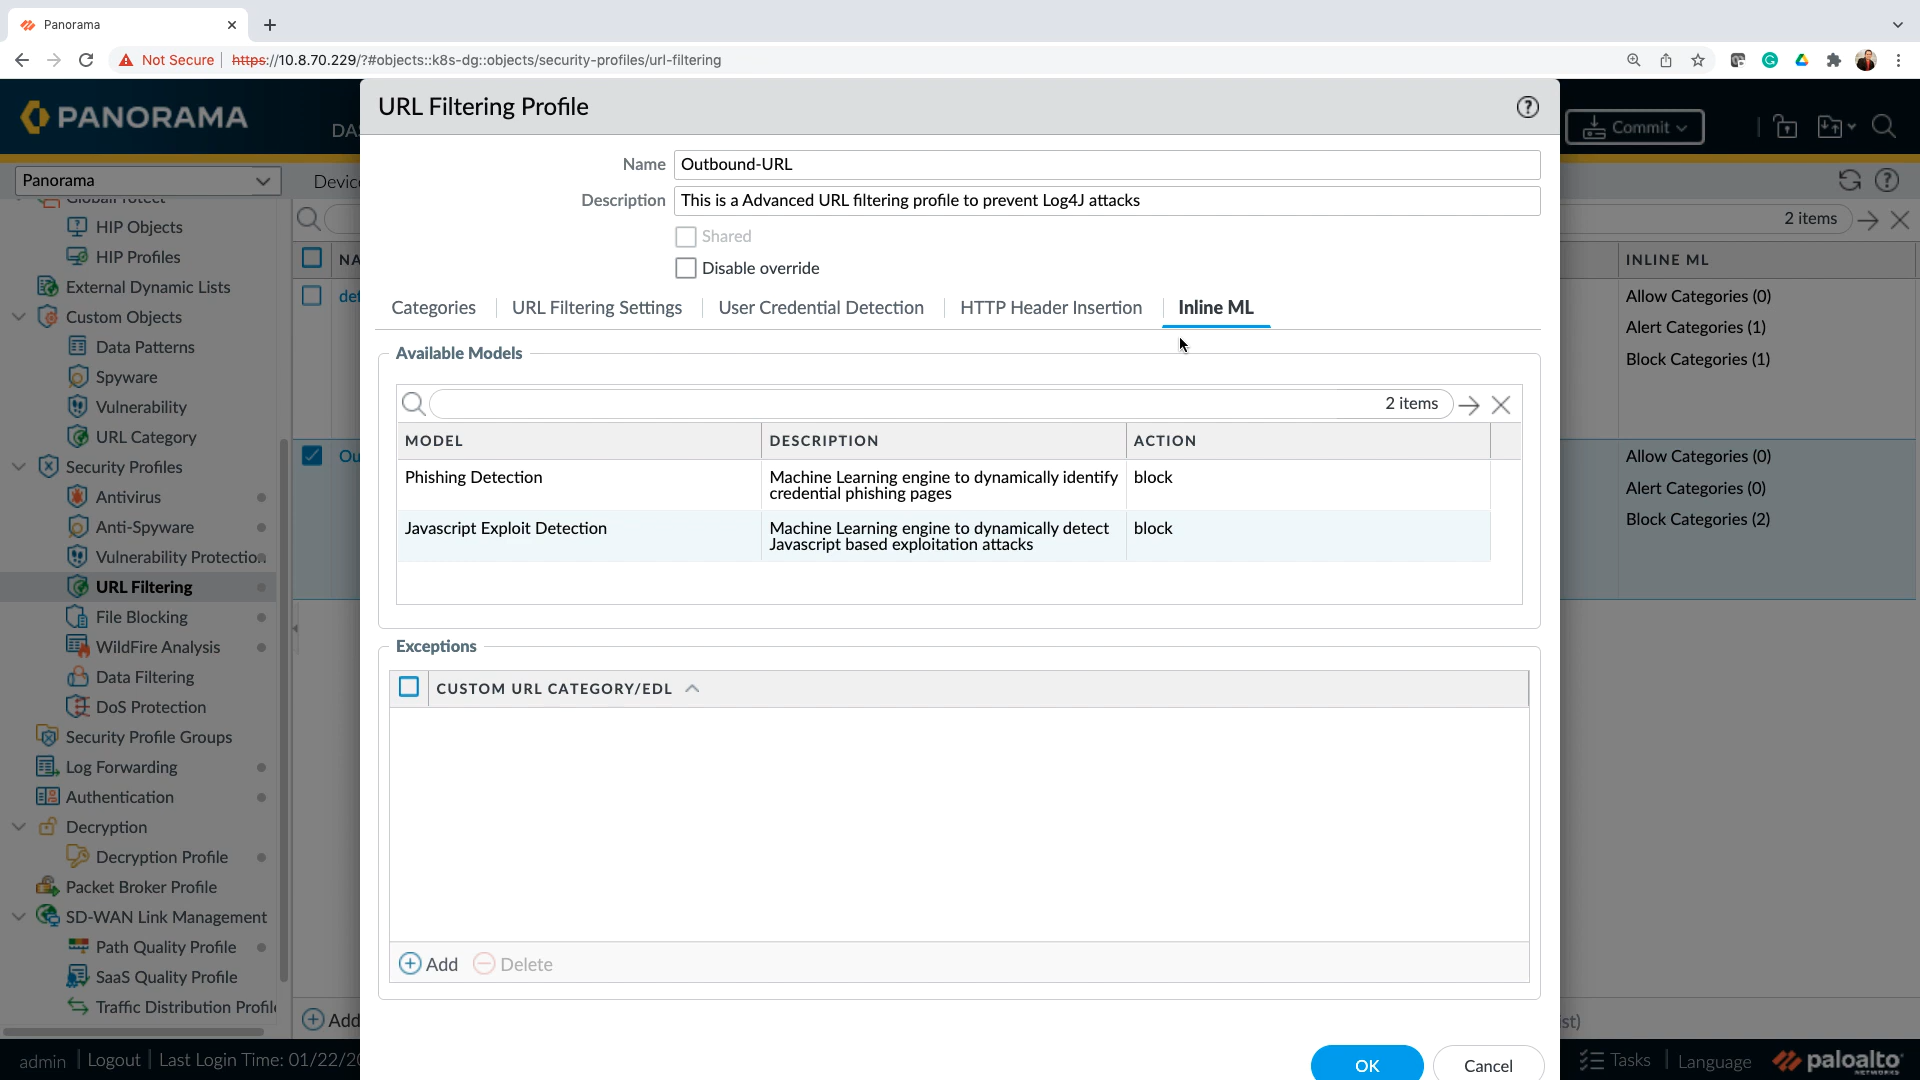 Panorama
Not Secure
https://10.8.70.229/?#objects::k8s-dg::objects/security-profiles/url-filtering
PANORAMA
Commit
Panorama
2 items
HIP Objects
HIP Profiles
External Dynamic Lists
Custom Objects
Data Patterns
Spyware
Vulnerability
URL Category
Security Profiles
Antivirus
Anti-Spyware
Vulnerability Protection
URL Filtering
File Blocking
WildFire Analysis
Data Filtering
DoS Protection
Security Profile Groups
Log Forwarding
Authentication
Decryption
Decryption Profile
Packet Broker Profile
SD-WAN Link Management
Path Quality Profile
SaaS Quality Profile
Traffic Distribution Profile
URL Filtering Profile
Name Outbound-URL
Description This is a Advanced URL filtering profile to prevent Log4J attacks
Shared
Disable override
Categories URL Filtering Settings User Credential Detection HTTP Header Insertion Inline ML
Available Models
2 items
MODEL DESCRIPTION ACTION
Phishing Detection Machine Learning engine to dynamically identify block
credential phishing pages
Javascript Exploit Detection Machine Learning engine to dynamically detect block
Javascript based exploitation attacks
Exceptions
CUSTOM URL CATEGORY/EDL
Add Delete
OK Cancel
INLINE ML
Allow Categories (0)
Alert Categories (1)
Block Categories (1)
Allow Categories (0)
Alert Categories (0)
Block Categories (2)
Add
admin Logout Last Login Time: 01/22/20
Tasks Language paloalto
NETWORKS